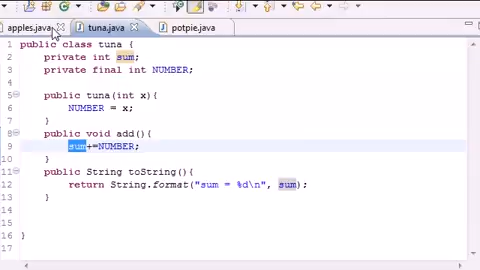 apples.java
tuna.java
potpie.java
1 public class tuna {
2 private int sum;
3 private final int NUMBER;
4
5 public tuna(int x){
6 NUMBER = x;
7 }
8 public void add(){
9 sum+=NUMBER;
10 }
11 public String toString(){
12 return String.format("sum = %d\n", sum);
13 }
14
15
16 }
17